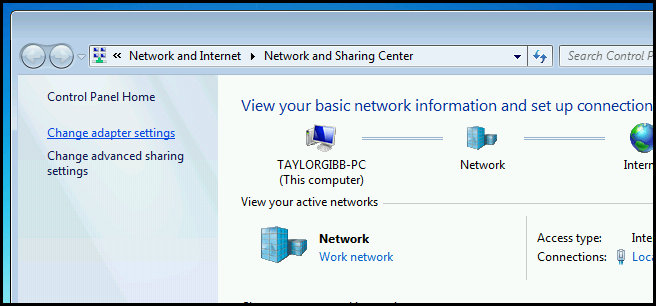 « Network and Internet Network and Sharing Center Search Control P
Control Panel Home
View your basic network information and set up connection
Change adapter settings
Change advanced sharing
settings
TAYLORGIBB-PC
(This computer)
Network
Intern
View your active networks
Network
Work network
Access type: Inte
Connections: Loca